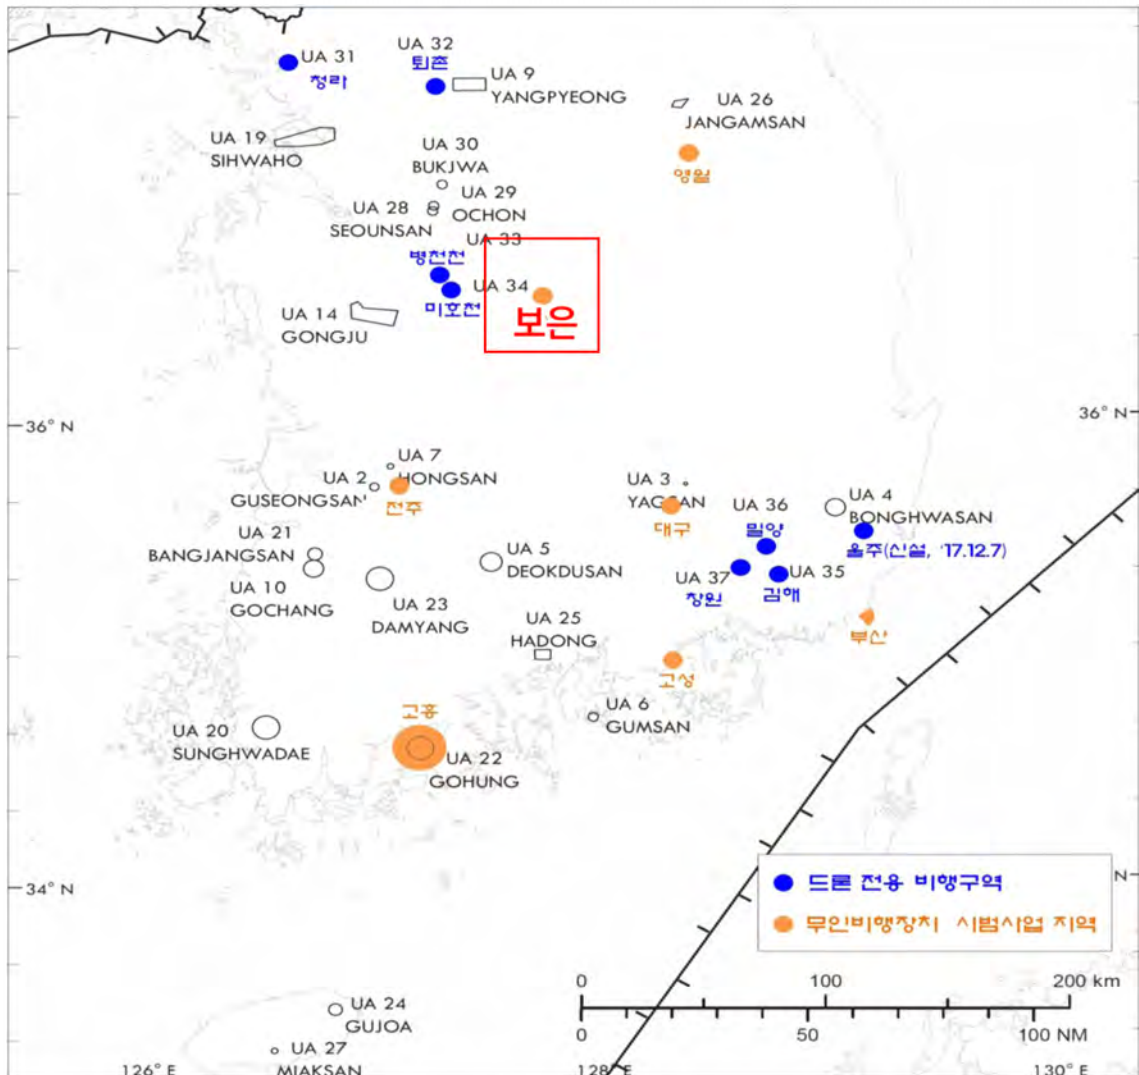 UA 32
UA 31
퇴촌
청라
UA 9
YANGPYEONG
UA 26
JANGAMSAN
UA 19
SIHWAHO
UA 30
BUKJWA
영월
UA 29
OCHON
UA 28
SEOUNSAN
UA 33
병천천
UA 34
미호천
보은
UA 14
GONGJU
36° N
36° N
UA 7
HONGSAN
UA 2
GUSEONGSAN
전주
UA 3
YAGSAN
대구
UA 36
밀양
UA 4
BONGHWASAN
울주(신설, '17.12.7)
UA 21
BANGJANGSAN
UA 5
DEOKDUSAN
UA 10
GOCHANG
UA 23
DAMYANG
UA 37
창원
UA 35
김해
UA 25
HADONG
부산
고성
UA 6
GUMSAN
고흥
UA 20
SUNGHWADAE
UA 22
GOHUNG
34° N
N
드론 전용 비행구역
무인비행장치 시범사업 지역
0 100 200 km
0 50 100 NM
UA 24
GUJOA
UA 27
MIAKSAN
126° E 128° E 130° E